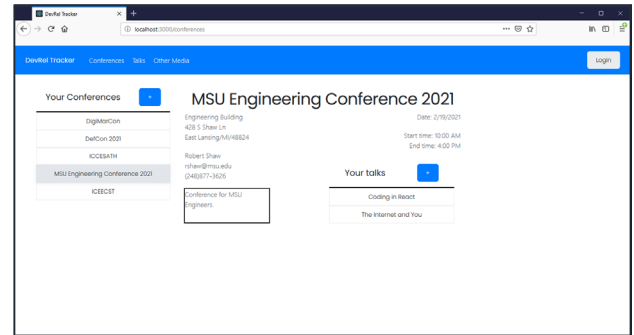 DevRel Tracker
localhost:3000/conferences
DevRel Tracker Conferences Talks Other Media Login
Your Conferences +
DigiMarCon
DefCon 2021
ICCESATH
MSU Engineering Conference 2021
ICEECST
MSU Engineering Conference 2021
Engineering Building
428 S Shaw Ln
East Lansing/MI/48824
Robert Shaw
rshaw@msu.edu
(248)877-3626
Conference for MSU
Engineers
Date: 2/19/2021
Start time: 10:00 AM
End time: 4:00 PM
Your talks +
Coding in React
The Internet and You